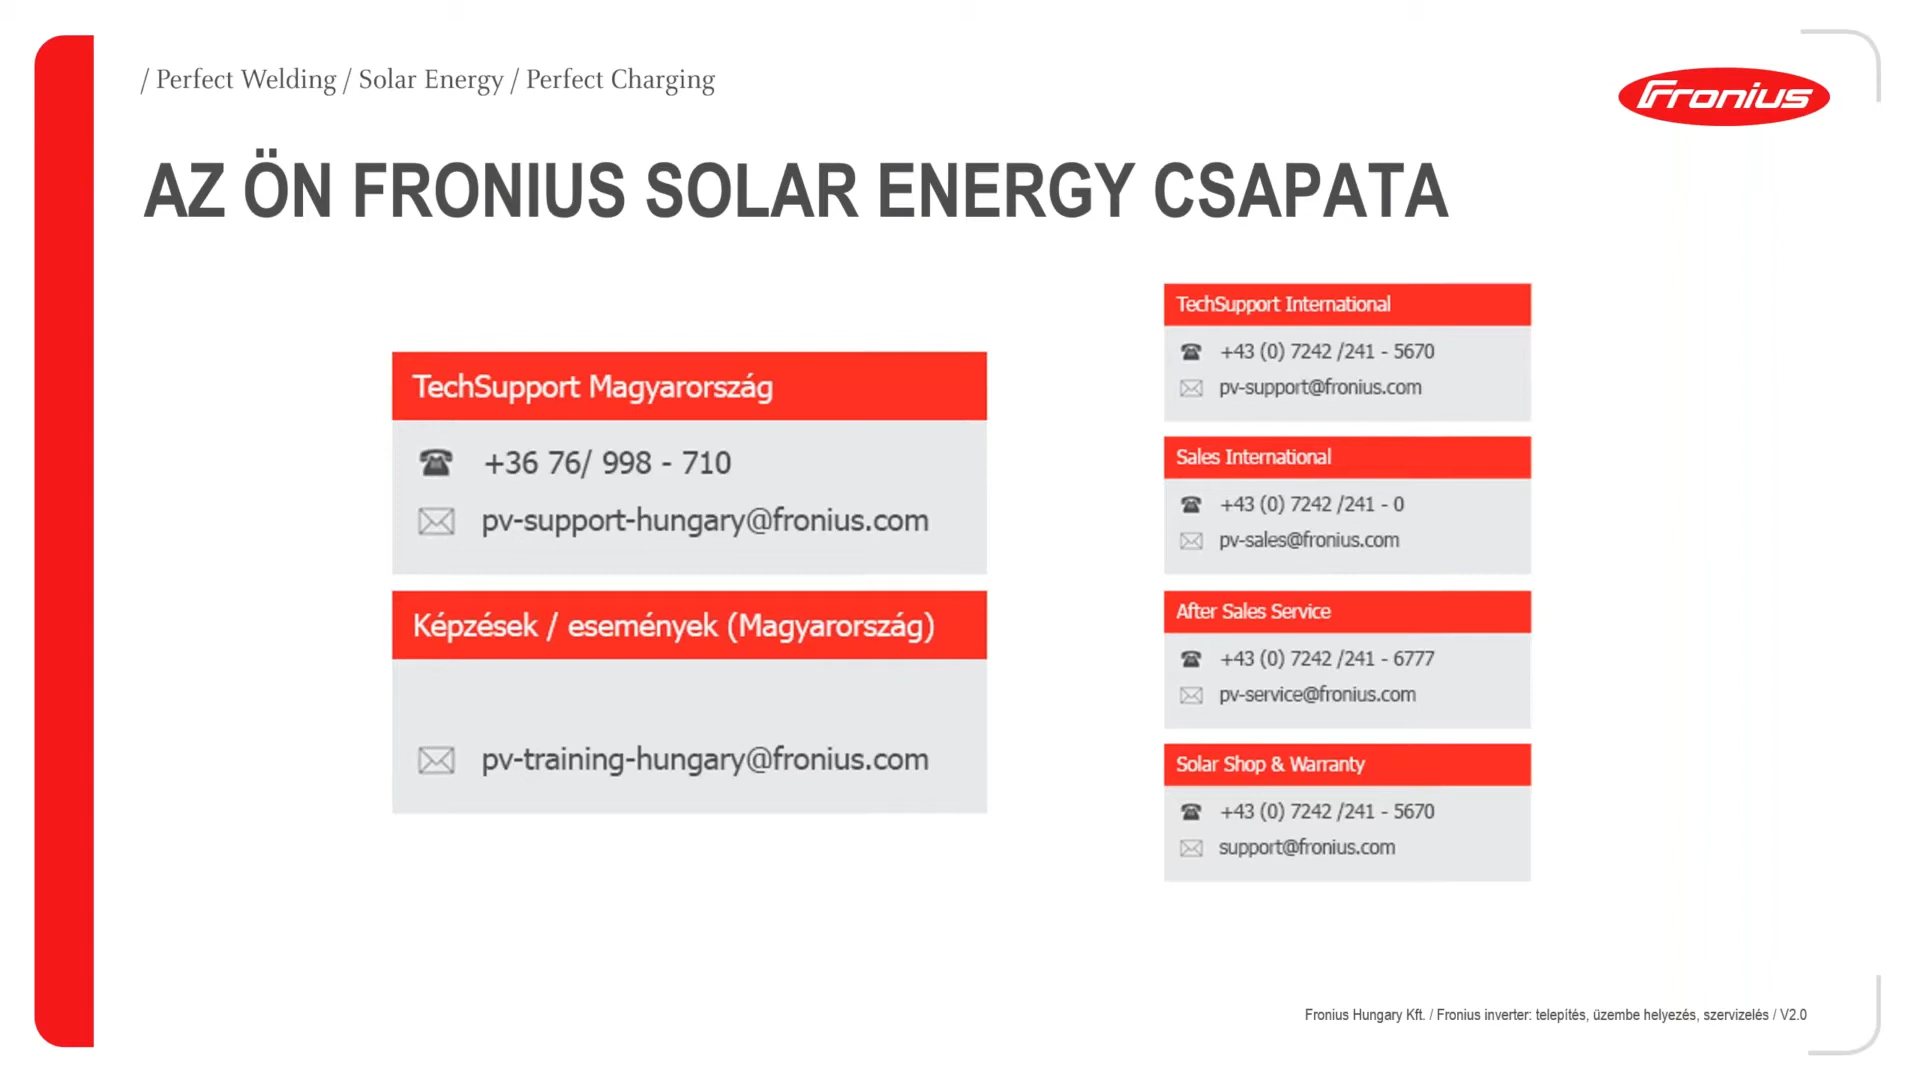 / Perfect Welding / Solar Energy / Perfect Charging
Fronius
AZ ÖN FRONIUS SOLAR ENERGY CSAPATA
TechSupport Magyarország
+36 76/ 998 - 710
pv-support-hungary@fronius.com
Képzések / események (Magyarország)
pv-training-hungary@fronius.com
TechSupport International
+43 (0) 7242 /241 - 5670
pv-support@fronius.com
Sales International
+43 (0) 7242 /241 - 0
pv-sales@fronius.com
After Sales Service
+43 (0) 7242 /241 - 6777
pv-service@fronius.com
Solar Shop & Warranty
+43 (0) 7242 /241 - 5670
support@fronius.com
Fronius Hungary Kft. / Fronius inverter: telepítés, üzembe helyezés, szervizelés / V2.0